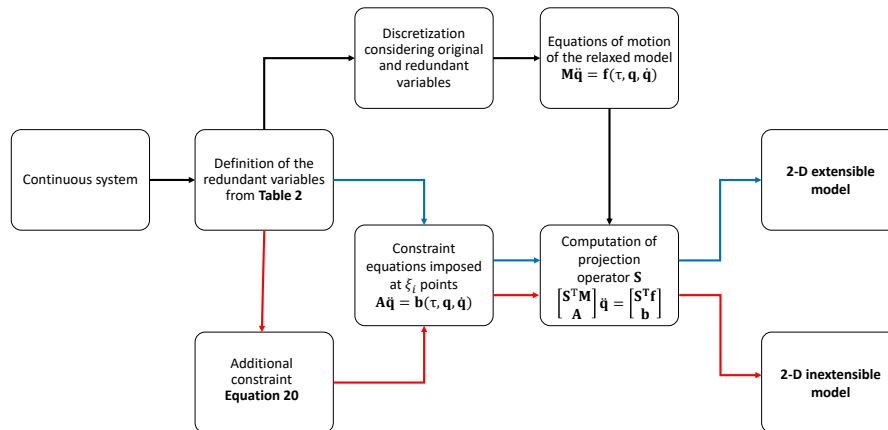 Discretization
considering original
and redundant
variables
Equations of motion
of the relaxed model
𝐌𝐪̈ = 𝐟(τ, 𝐪, 𝐪̇)
Continuous system
Definition of the
redundant variables
from Table 2
2-D extensible
model
Constraint
equations imposed
at ξᵢ points
𝐀𝐪̈ = 𝐛(τ, 𝐪, 𝐪̇)
Computation of
projection
operator 𝐒
[𝐒ᵀ𝐌 𝐀] 𝐪̈ = [𝐒ᵀ𝐟 𝐛]
Additional
constraint
Equation 20
2-D inextensible
model